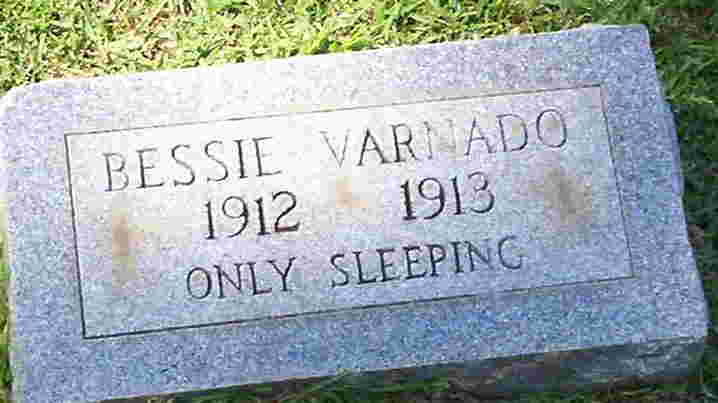 BESSIE VARNADO
1912 1913
ONLY SLEEPING